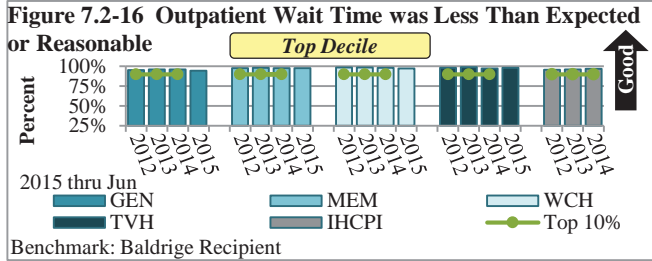 Figure 7.2-16 Outpatient Wait Time was Less Than Expected
or Reasonable
Top Decile
Good
Percent
100%
75%
50%
25%
2012 2013 2014 2015 2012 2013 2014 2015 2012 2013 2014 2015 2012 2013 2014 2015 2012 2013 2014
2015 thru Jun
GEN MEM WCH
TVH IHCPI Top 10%
Benchmark: Baldrige Recipient